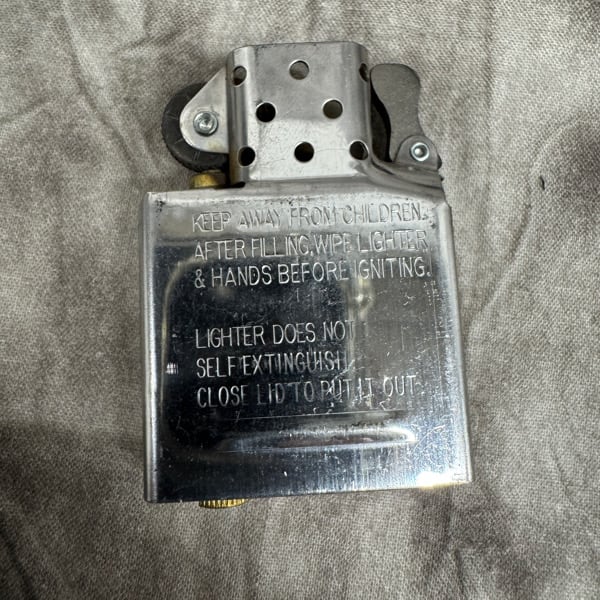 KEEP AWAY FROM CHILDREN.
AFTER FILLING, WIPE LIGHTER
& HANDS BEFORE IGNITING.
LIGHTER DOES NOT
SELF EXTINGUISH
CLOSE LID TO PUT IT OUT.